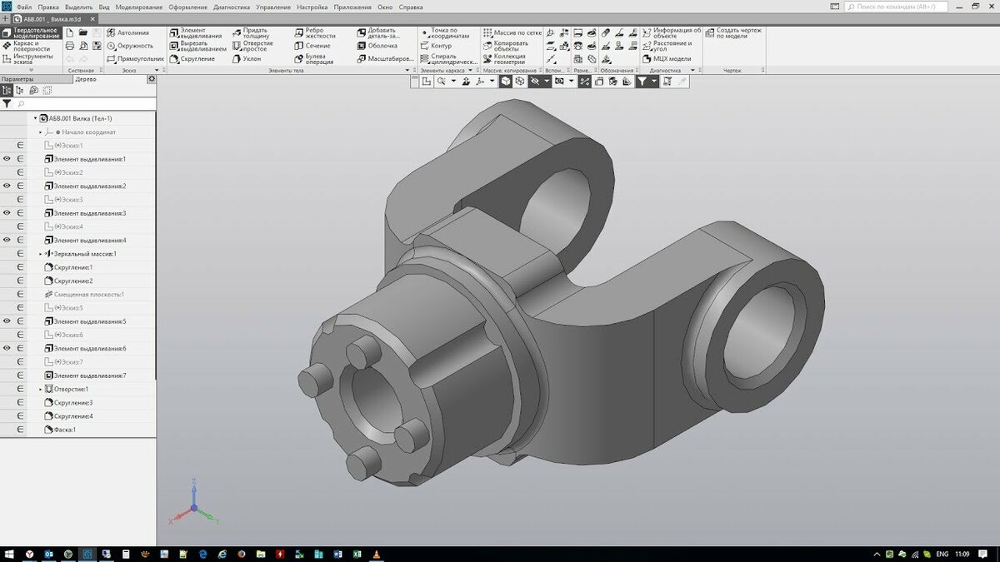 Файл Правка Выделить Вид Моделирование Оформление Диагностика Управление Настройка Приложения Окно Справка
Поиск по командам (Alt+/)
АБВ.001 _ Вилка.m3d
Твердотельное моделирование
Каркас и поверхности
Инструменты эскиза
Системная
Автолиния
Окружность
Прямоугольник
Эскиз
Элемент выдавливания
Вырезать выдавливанием
Скругление
Придать толщину
Отверстие простое
Уклон
Ребро жесткости
Сечение
Булева операция
Добавить деталь-за...
Оболочка
Масштабиров...
Элементы тела
Точка по координатам
Контур
Спираль цилиндрическ...
Элементы каркаса
Массив по сетке
Копировать объекты
Коллекция геометрии
Массив, копирование
Вспом...
Разме...
Обозначения
Информация об объекте
Расстояние и угол
МЦХ модели
Диагностика
Создать чертеж по модели
Чертеж
Параметры
Дерево
АБВ.001 Вилка (Тел-1)
Начало координат
(+)Эскиз:1
Элемент выдавливания:1
(+)Эскиз:2
Элемент выдавливания:2
(+)Эскиз:3
Элемент выдавливания:3
(+)Эскиз:4
Элемент выдавливания:4
Зеркальный массив:1
Скругление:1
Скругление:2
Смещенная плоскость:1
(+)Эскиз:5
Элемент выдавливания:5
(+)Эскиз:6
Элемент выдавливания:6
(+)Эскиз:7
Элемент выдавливания:7
Отверстие:1
Скругление:3
Скругление:4
Фаска:1
Z
X
Y
ENG 11:09